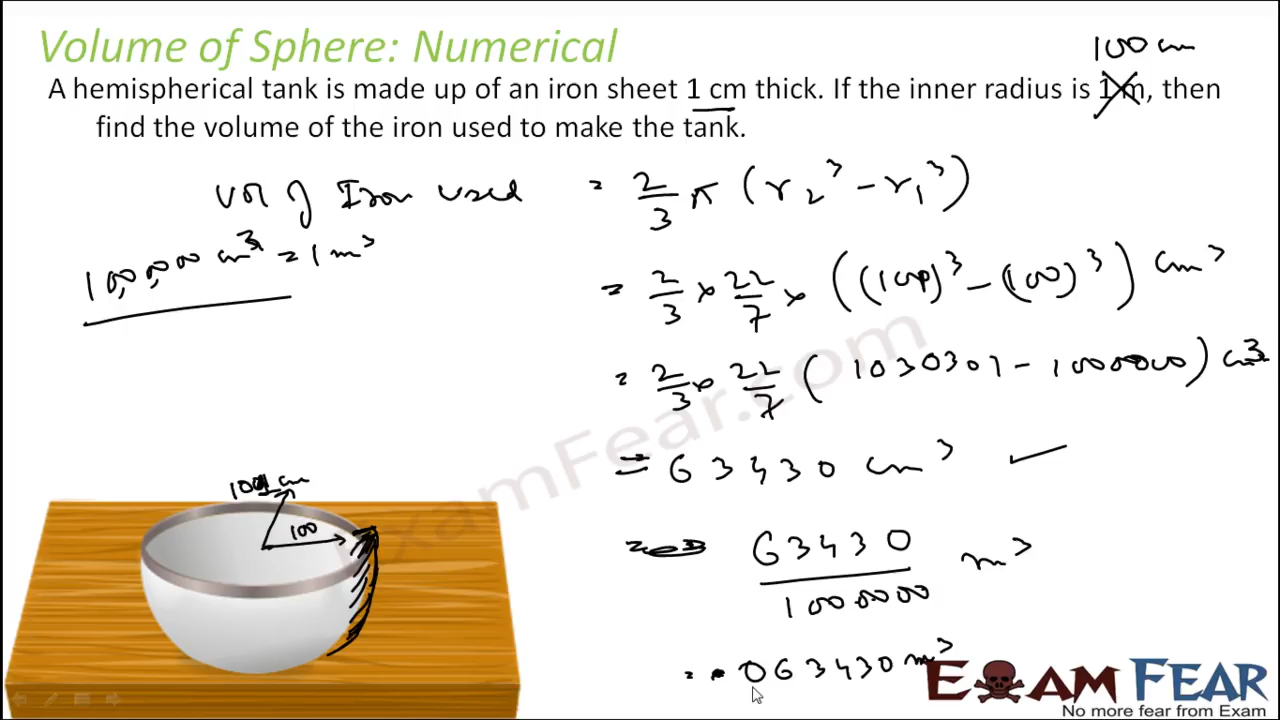 Volume of Sphere: Numerical
100 cm
A hemispherical tank is made up of an iron sheet 1 cm thick. If the inner radius is 1 m, then
find the volume of the iron used to make the tank.
Vol of Iron used = 2/3 π (r₂³ - r₁³)
= 2/3 × 22/7 × ((101)³ - (100)³) cm³
= 2/3 × 22/7 (1030301 - 1000000) cm³
= 63430 cm³ ✓
63430/1000000 m³
= .063430 m³
= 1 m³
101 cm
100
ExamFear.com
EXAM FEAR
No more fear from Exam